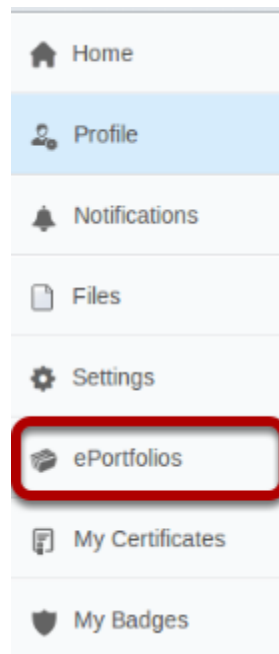 Home
Profile
Notifications
Files
Settings
ePortfolios
My Certificates
My Badges